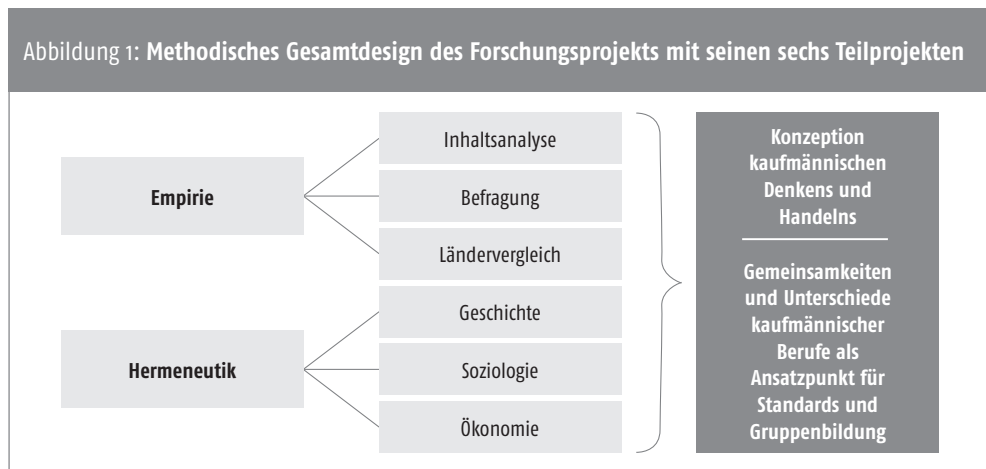 Abbildung 1: Methodisches Gesamtdesign des Forschungsprojekts mit seinen sechs Teilprojekten
Empirie
Inhaltsanalyse
Befragung
Ländervergleich
Hermeneutik
Geschichte
Soziologie
Ökonomie
Konzeption
kaufmännischen
Denkens und
Handelns
Gemeinsamkeiten
und Unterschiede
kaufmännischer
Berufe als
Ansatzpunkt für
Standards und
Gruppenbildung